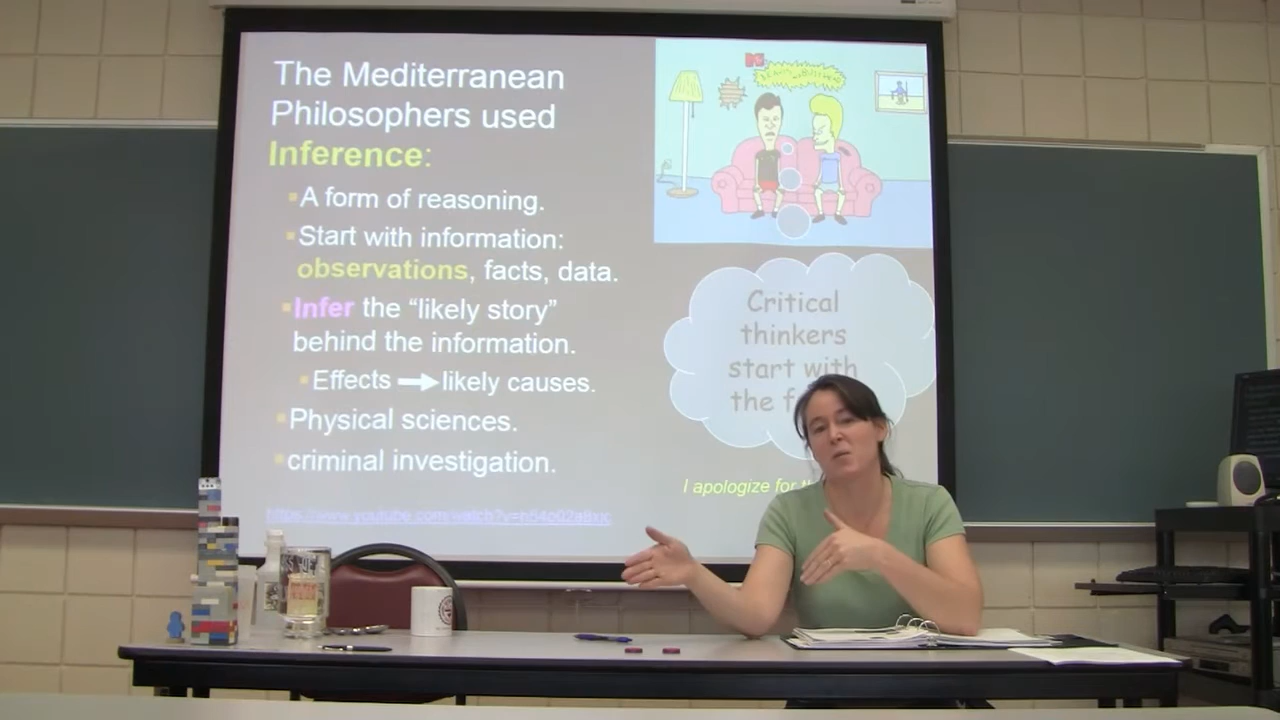 The Mediterranean
Philosophers used
Inference:
▪A form of reasoning.
▪Start with information:
observations, facts, data.
▪Infer the “likely story”
behind the information.
▪Effects ➞ likely causes.
▪Physical sciences.
▪criminal investigation.
Critical
thinkers
start with
the
I apologize for